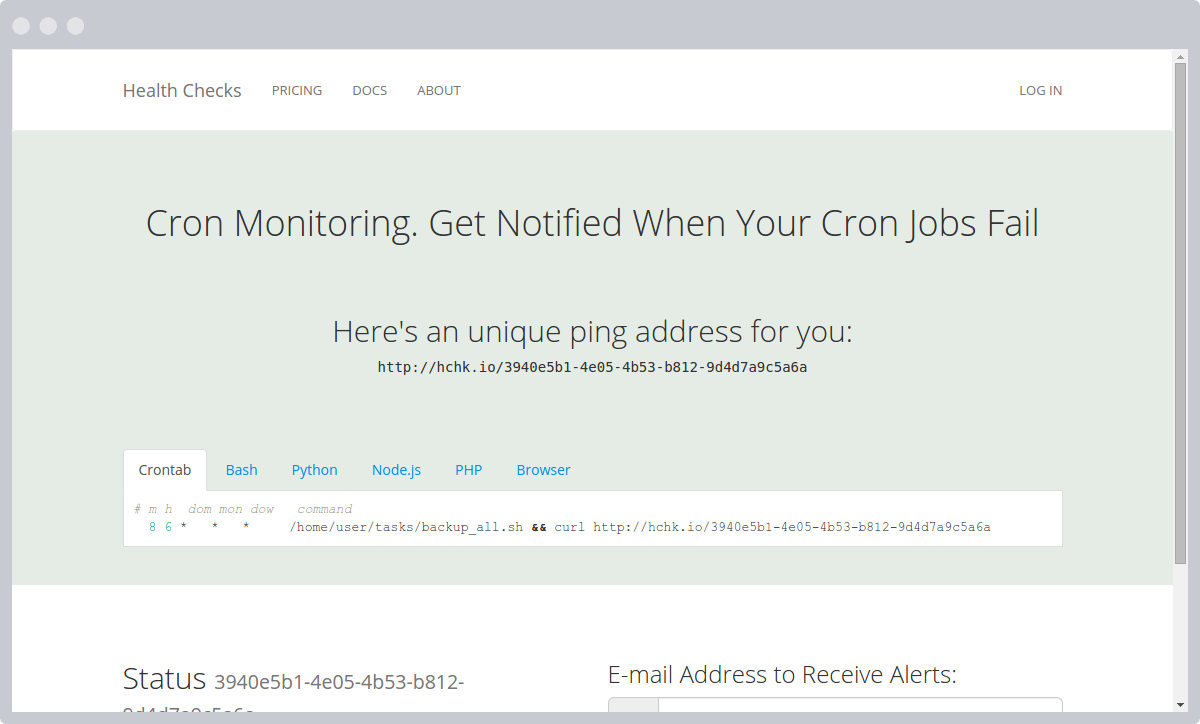 Health Checks PRICING DOCS ABOUT LOG IN
Cron Monitoring. Get Notified When Your Cron Jobs Fail
Here's an unique ping address for you:
http://hchk.io/3940e5b1-4e05-4b53-b812-9d4d7a9c5a6a
Crontab Bash Python Node.js PHP Browser
# m h dom mon dow command
8 6 * * * /home/user/tasks/backup_all.sh && curl http://hchk.io/3940e5b1-4e05-4b53-b812-9d4d7a9c5a6a
Status 3940e5b1-4e05-4b53-b812-
9d4d7a9c5a6a
E-mail Address to Receive Alerts: